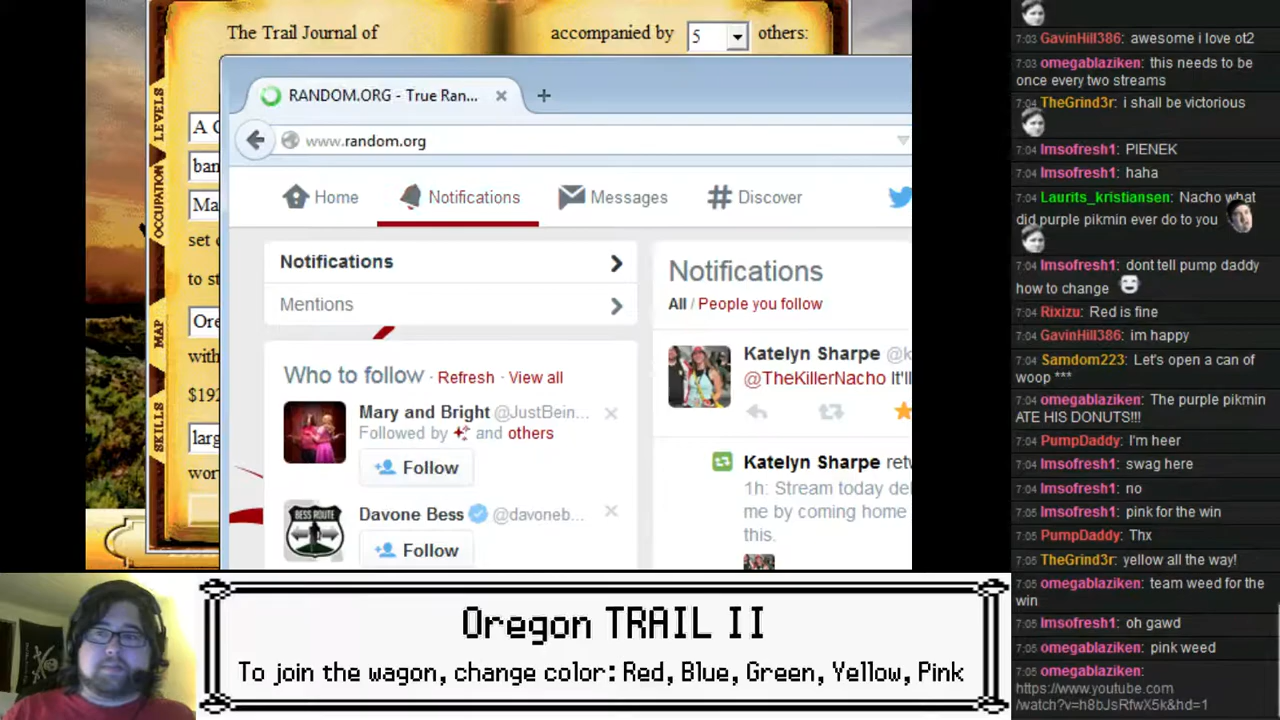 The Trail Journal of
accompanied by 5 others:
LEVELS
OCCUPATION
MAP
SKILLS
A
ban
Ma
set
to st
Ore
with
$192
larg
wor
RANDOM.ORG - True Ran...
www.random.org
Home
Notifications
Messages
Discover
Notifications
Mentions
Who to follow · Refresh · View all
Mary and Bright @JustBein...
Followed by and others
Follow
Davone Bess @davoneb...
Follow
BESS ROUTE
Notifications
All / People you follow
Katelyn Sharpe @k
@TheKillerNacho It'll
Katelyn Sharpe retw
1h: Stream today del
me by coming home
this.
7:03 GavinHill386: awesome i love ot2
7:03 omegablaziken: this needs to be
once every two streams
7:04 TheGrind3r: i shall be victorious
7:04 Imsofresh1: PIENEK
7:04 Imsofresh1: haha
7:04 Laurits_kristiansen: Nacho what
did purple pikmin ever do to you
7:04 Imsofresh1: dont tell pump daddy
how to change
7:04 Rixizu: Red is fine
7:04 GavinHill386: im happy
7:04 Samdom223: Let's open a can of
woop ***
7:04 omegablaziken: The purple pikmin
ATE HIS DONUTS!!!
7:04 PumpDaddy: I'm heer
7:04 Imsofresh1: swag here
7:04 Imsofresh1: no
7:05 Imsofresh1: pink for the win
7:05 PumpDaddy: Thx
7:05 TheGrind3r: yellow all the way!
7:05 omegablaziken: team weed for the
win
7:05 Imsofresh1: oh gawd
7:05 omegablaziken: pink weed
7:05 omegablaziken:
https://www.youtube.com
/watch?v=h8bJsRfwX5k&hd=1
Oregon TRAIL II
To join the wagon, change color: Red, Blue, Green, Yellow, Pink